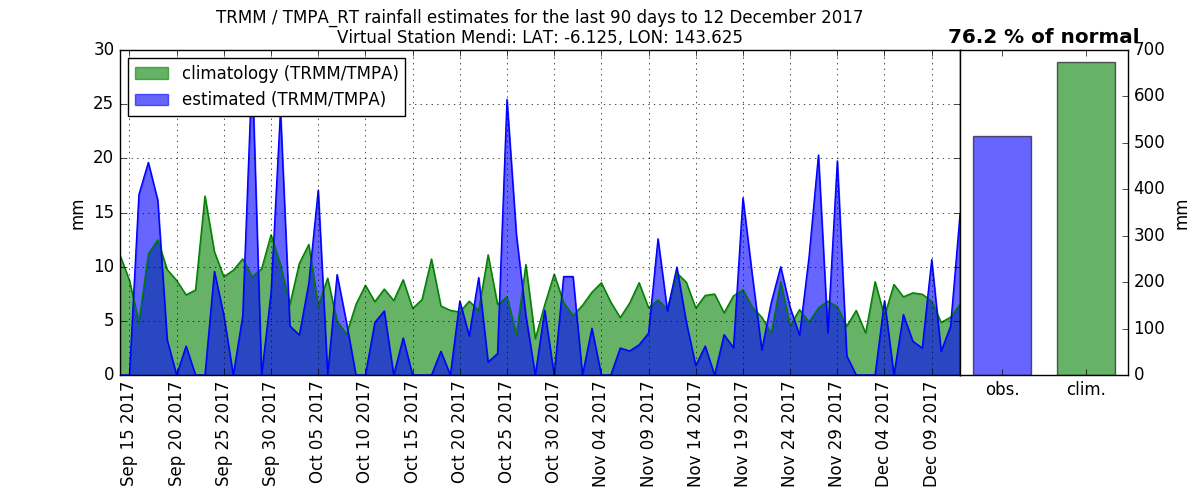 TRMM / TMPA_RT rainfall estimates for the last 90 days to 12 December 2017
Virtual Station Mendi: LAT: -6.125, LON: 143.625
76.2 % of normal
climatology (TRMM/TMPA)
estimated (TRMM/TMPA)
mm
30
25
20
15
10
5
0
Sep 15 2017
Sep 20 2017
Sep 25 2017
Sep 30 2017
Oct 05 2017
Oct 10 2017
Oct 15 2017
Oct 20 2017
Oct 25 2017
Oct 30 2017
Nov 04 2017
Nov 09 2017
Nov 14 2017
Nov 19 2017
Nov 24 2017
Nov 29 2017
Dec 04 2017
Dec 09 2017
obs.
clim.
700
600
500
400
300
200
100
0
mm